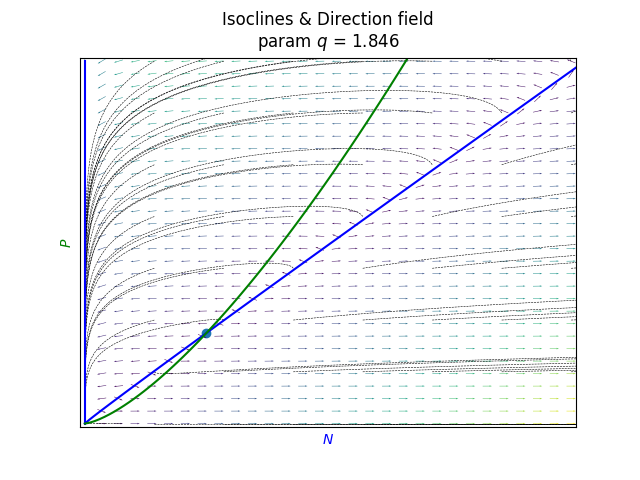 Isoclines & Direction field
param q = 1.846
P
N